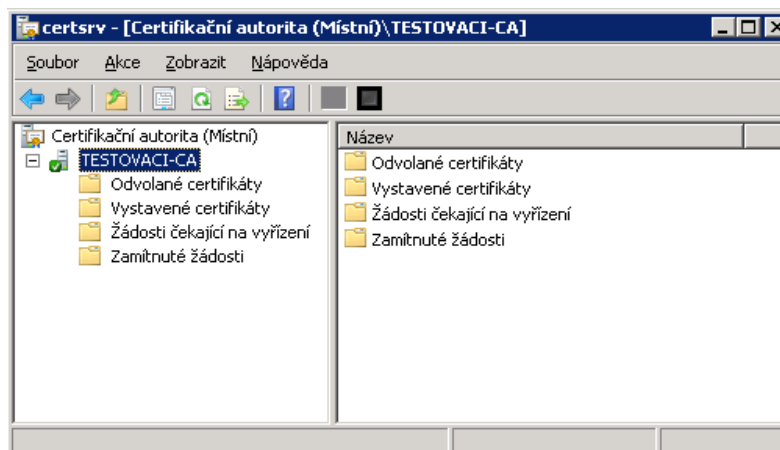 certsrv - [Certifikační autorita (Místní)\TESTOVACI-CA]
Soubor Akce Zobrazit Nápověda
Certifikační autorita (Místní)
TESTOVACI-CA
Odvolané certifikáty
Vystavené certifikáty
Žádosti čekající na vyřízení
Zamítnuté žádosti
Název
Odvolané certifikáty
Vystavené certifikáty
Žádosti čekající na vyřízení
Zamítnuté žádosti